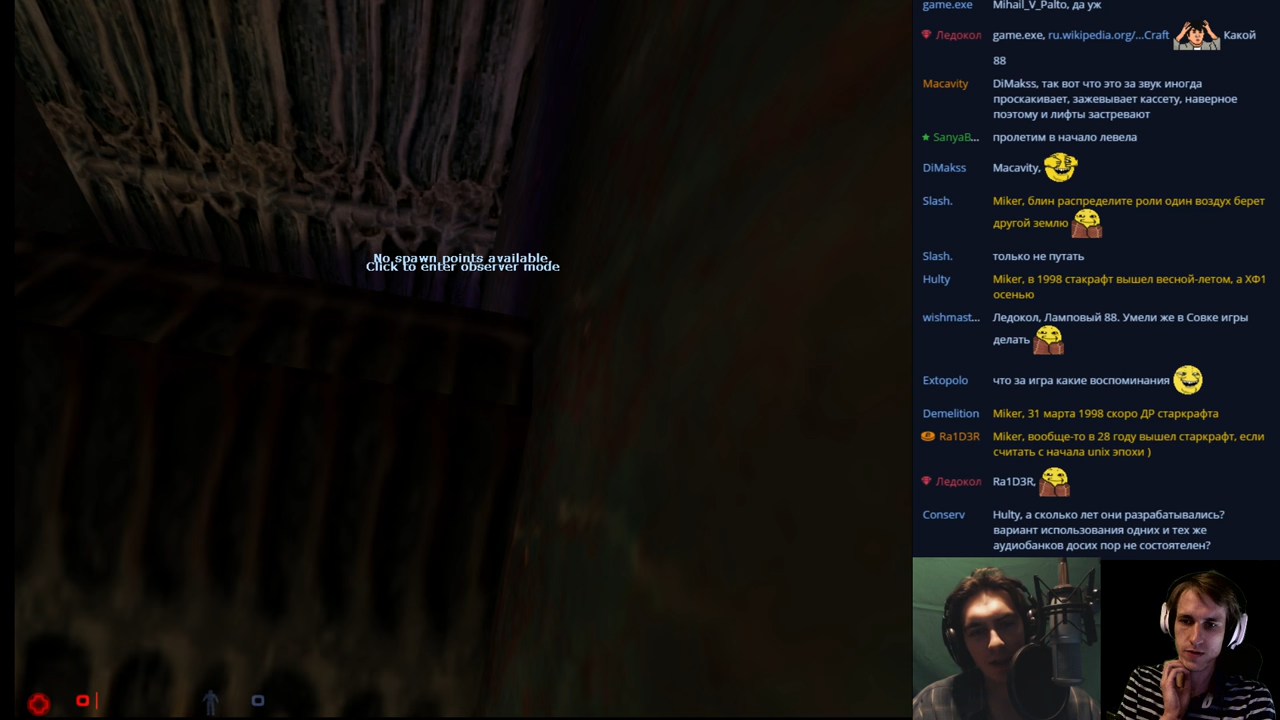 No spawn points available.
Click to enter observer mode
0
0
game.exe Mihail_V_Palto, да уж
Ледокол game.exe, ru.wikipedia.org/...Craft Какой
88
Macavity DiMakss, так вот что это за звук иногда
проскакивает, зажевывает кассету, наверное
поэтому и лифты застревают
SanyaB... пролетим в начало левела
DiMakss Macavity,
Slash. Miker, блин распределите роли один воздух берет
другой землю
Slash. только не путать
Hulty Miker, в 1998 стакрафт вышел весной-летом, а ХФ1
осенью
wishmast... Ледокол, Ламповый 88. Умели же в Совке игры
делать
Extopolo что за игра какие воспоминания
Demelition Miker, 31 марта 1998 скоро ДР старкрафта
Ra1D3R Miker, вообще-то в 28 году вышел старкрафт, если
считать с начала unix эпохи )
Ледокол Ra1D3R,
Conserv Hulty, а сколько лет они разрабатывались?
вариант использования одних и тех же
аудиобанков досих пор не состоятелен?